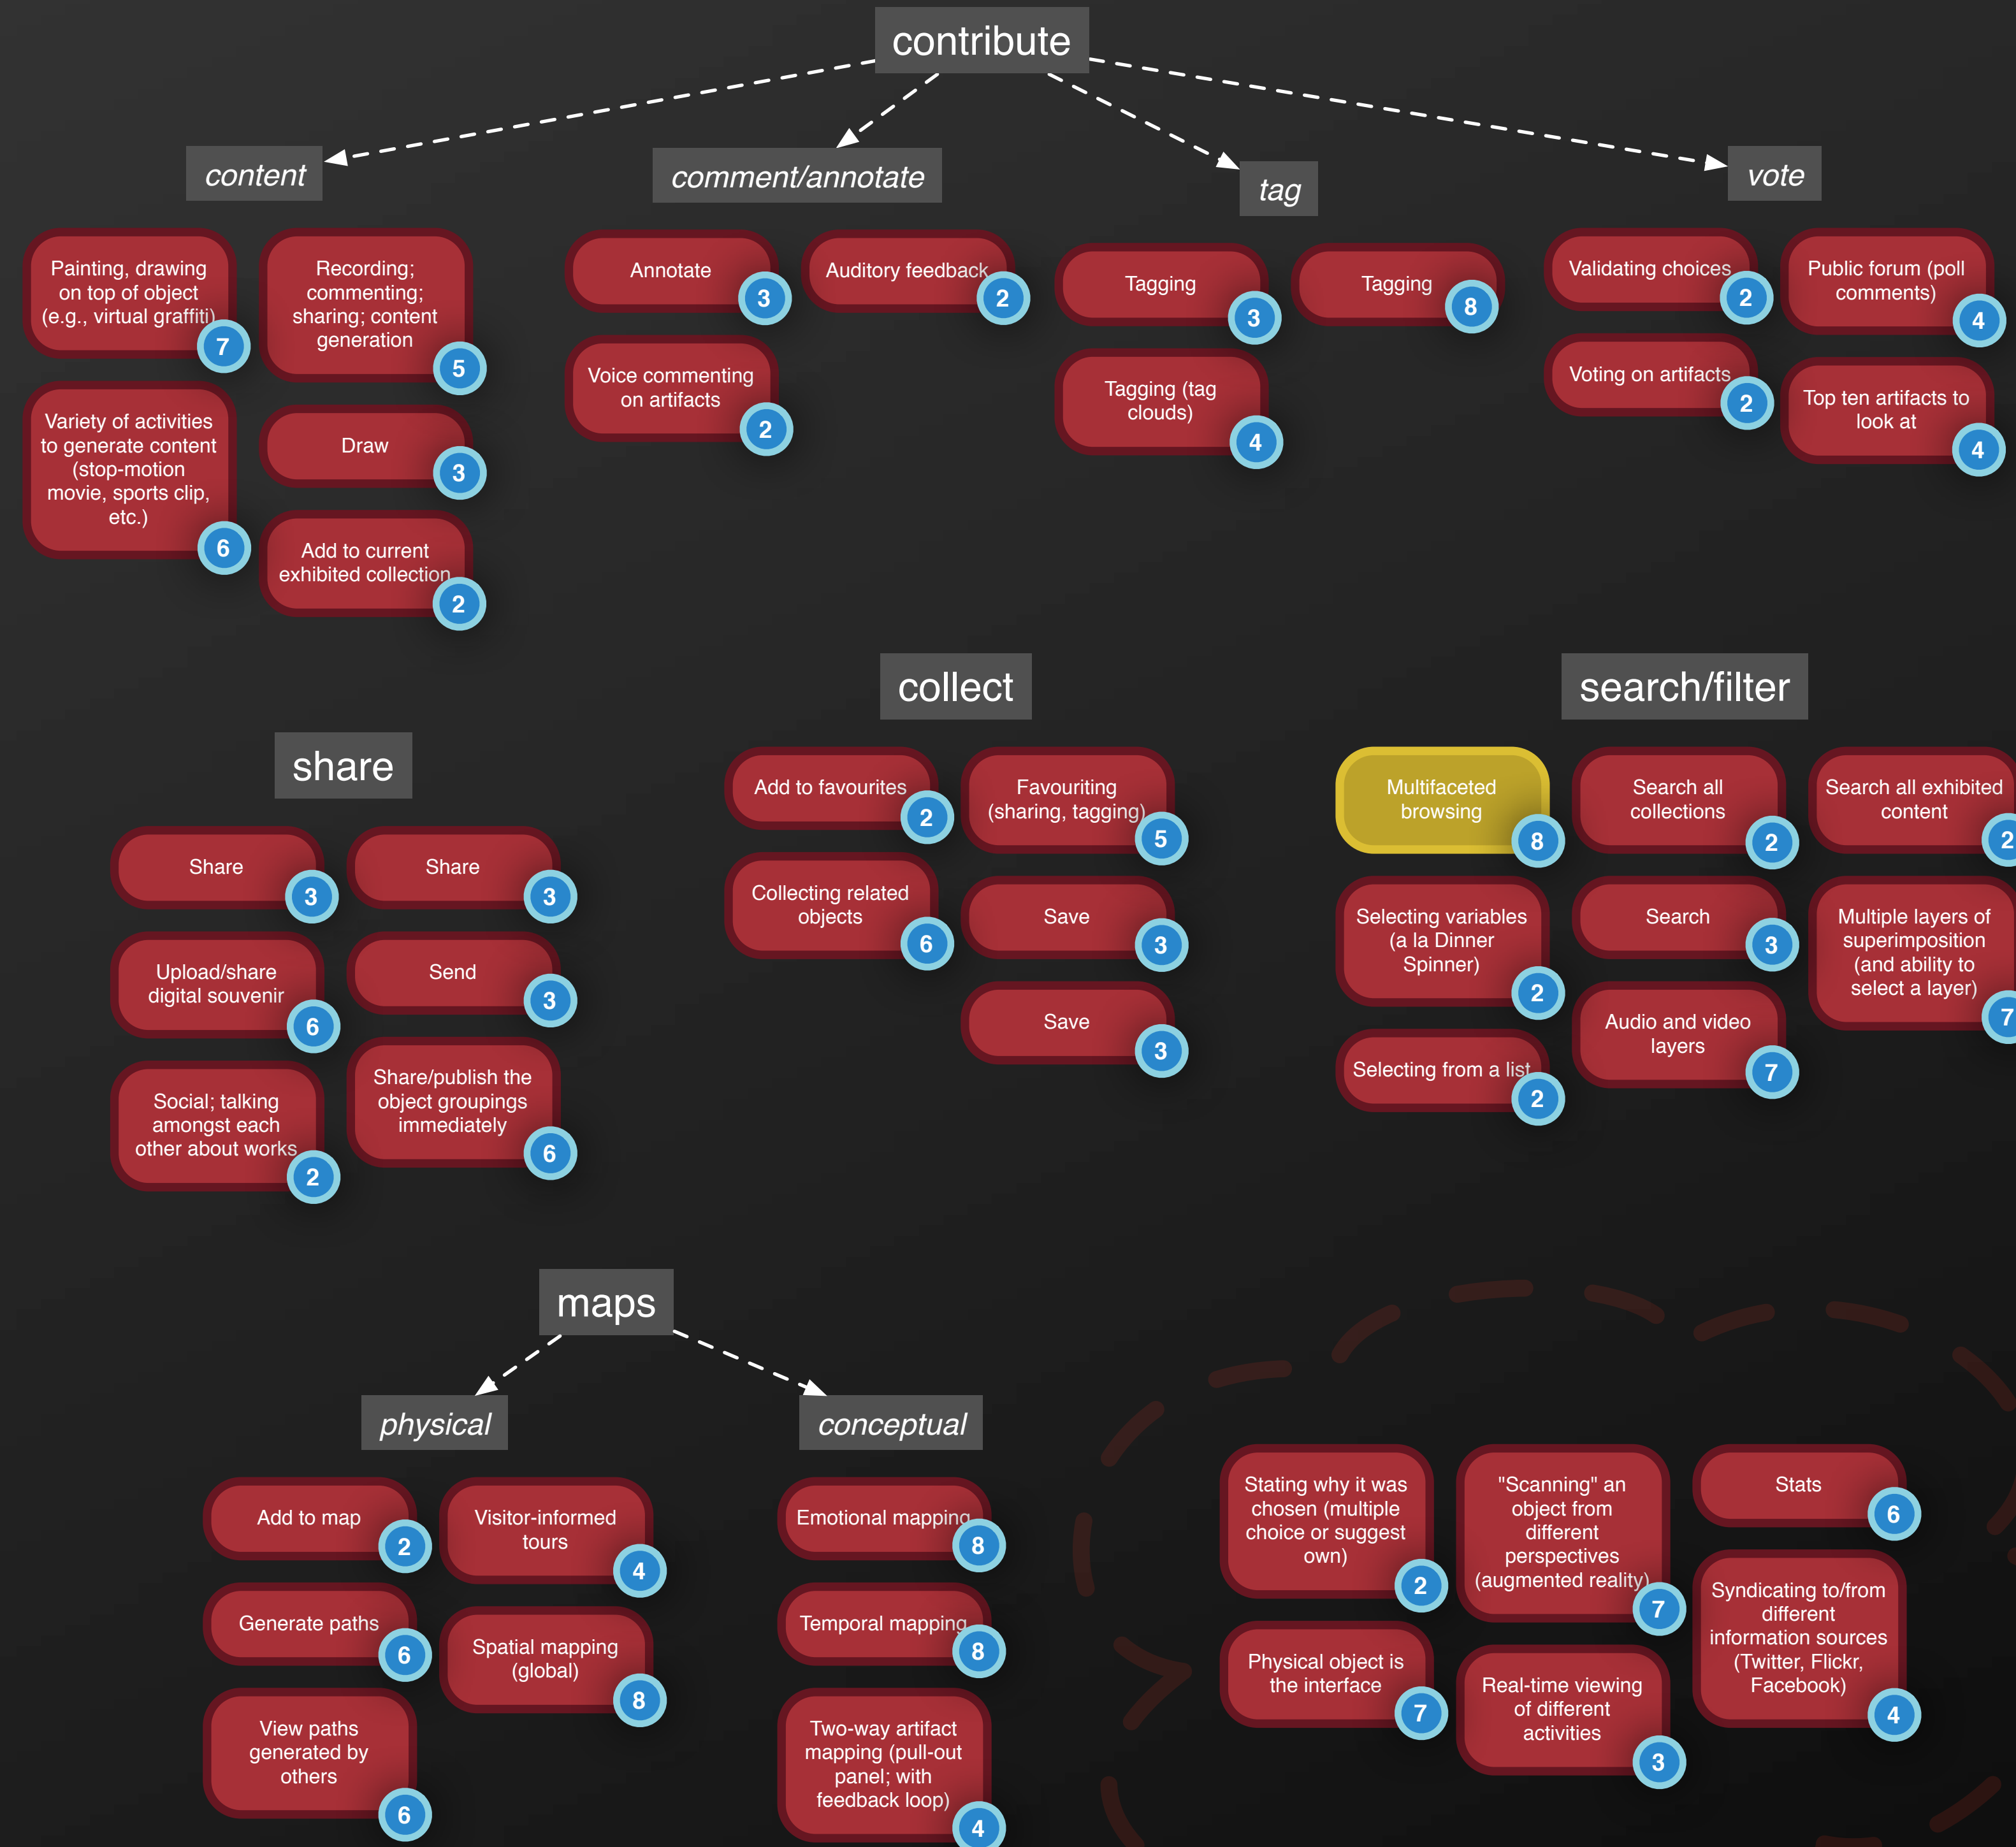 contribute
content
comment/annotate
tag
vote
Painting, drawing
on top of object
(e.g., virtual graffiti)
7
Recording;
commenting;
sharing; content
generation
5
Variety of activities
to generate content
(stop-motion
movie, sports clip,
etc.)
6
Draw
3
Add to current
exhibited collection
2
Annotate
3
Auditory feedback
2
Voice commenting
on artifacts
2
Tagging
3
Tagging
8
Tagging (tag
clouds)
4
Validating choices
2
Public forum (poll
comments)
4
Voting on artifacts
2
Top ten artifacts to
look at
4
share
Share
3
Share
3
Upload/share
digital souvenir
6
Send
3
Social; talking
amongst each
other about works
2
Share/publish the
object groupings
immediately
6
collect
Add to favourites
2
Favouriting
(sharing, tagging)
5
Collecting related
objects
6
Save
3
Save
3
search/filter
Multifaceted
browsing
8
Search all
collections
2
Search all exhibited
content
2
Selecting variables
(a la Dinner
Spinner)
2
Search
3
Multiple layers of
superimposition
(and ability to
select a layer)
7
Audio and video
layers
7
Selecting from a list
2
maps
physical
conceptual
Add to map
2
Visitor-informed
tours
4
Generate paths
6
Spatial mapping
(global)
8
View paths
generated by
others
6
Emotional mapping
8
Temporal mapping
8
Two-way artifact
mapping (pull-out
panel; with
feedback loop)
4
Stating why it was
chosen (multiple
choice or suggest
own)
2
"Scanning" an
object from
different
perspectives
(augmented reality)
7
Stats
6
Physical object is
the interface
7
Real-time viewing
of different
activities
3
Syndicating to/from
different
information sources
(Twitter, Flickr,
Facebook)
4